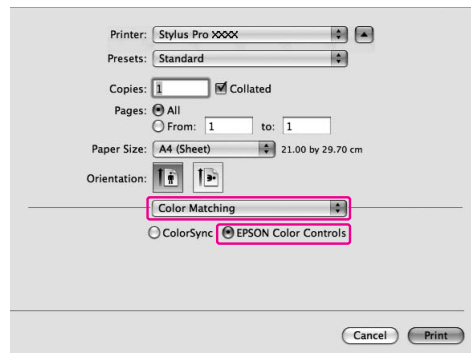 Printer: Stylus Pro XXXX
Presets: Standard
Copies: 1 Collated
Pages: All
From: 1 to: 1
Paper Size: A4 (Sheet) 21.00 by 29.70 cm
Orientation:
Color Matching
ColorSync EPSON Color Controls
Cancel Print